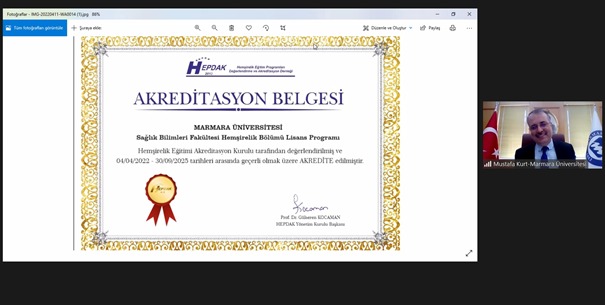 Fotoğraflar - IMG-20220411-WA0014 (1).jpg 88%
Tüm fotoğrafları görüntüle
Şuraya ekle
Düzenle ve Oluştur
Paylaş
HEPDAK
Hemşirelik Eğitim Programları
Değerlendirme ve Akreditasyon Derneği
AKREDİTASYON BELGESİ
MARMARA ÜNİVERSİTESİ
Sağlık Bilimleri Fakültesi Hemşirelik Bölümü Lisans Programı
Hemşirelik Eğitimi Akreditasyon Kurulu tarafından değerlendirilmiş ve
04/04/2022 - 30/09/2025 tarihleri arasında geçerli olmak üzere AKREDİTE edilmiştir.
Prof. Dr. Gülseren KOCAMAN
HEPDAK Yönetim Kurulu Başkanı
Mustafa Kurt-Marmara Üniversitesi